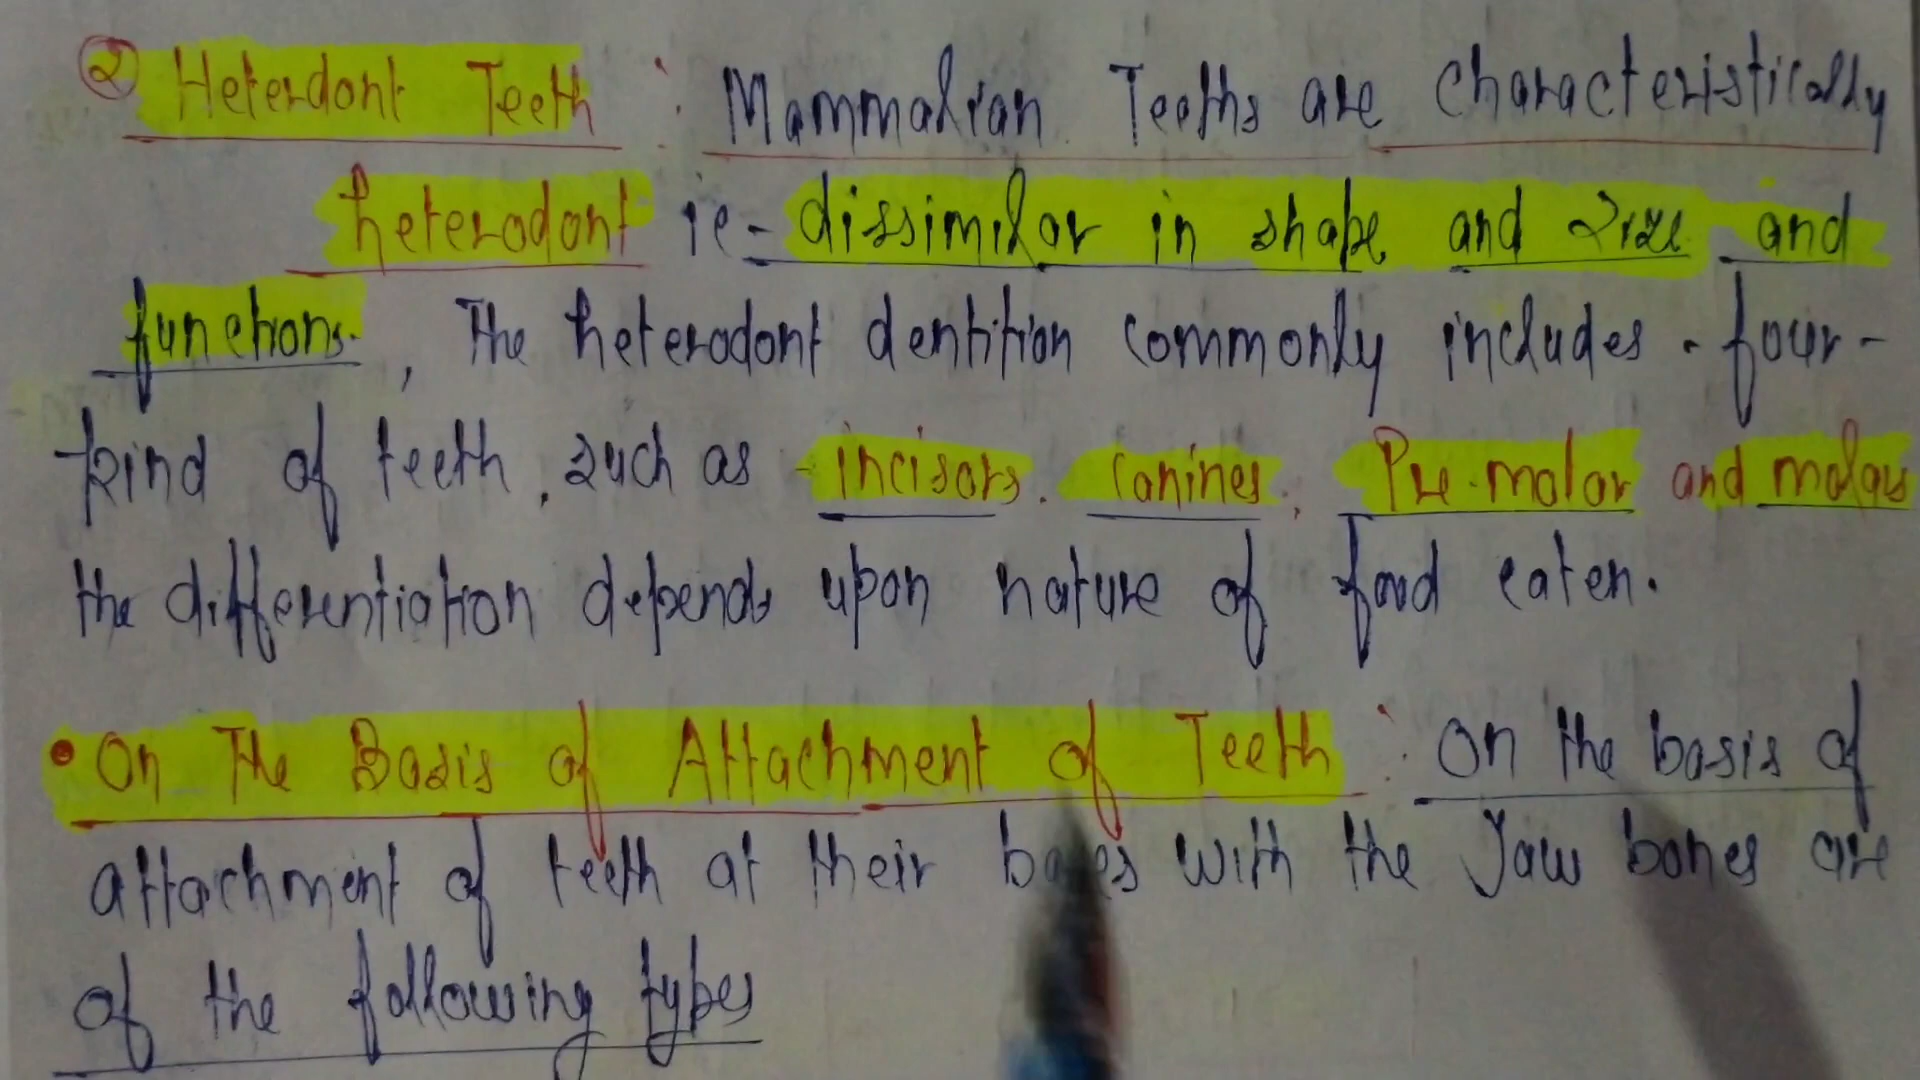 ② Heterdont Teeth : Mammalian Teeths are characteristically
heterodont ie- dissimilar in shape and size and
functions. , The heterodont dentition commonly includes - four-
kind of teeth , such as - incisors, canines, Pre-molar and molars
the differentiation depends upon nature of food eaten.
• On The Basis of Attachment of Teeth : On the basis of
attachment of teeth at their bases with the Jaw bones are
of the following types